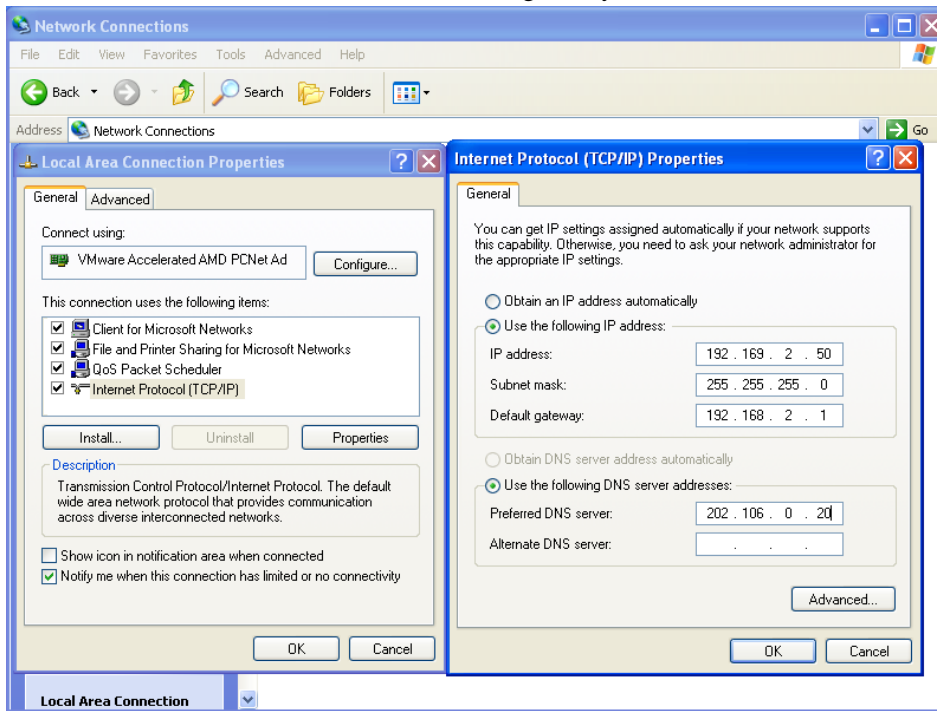 Network Connections
File Edit View Favorites Tools Advanced Help
Back Search Folders
Address Network Connections Go
Local Area Connection Properties
General Advanced
Connect using:
VMware Accelerated AMD PCNet Ad Configure...
This connection uses the following items:
Client for Microsoft Networks
File and Printer Sharing for Microsoft Networks
QoS Packet Scheduler
Internet Protocol (TCP/IP)
Install... Uninstall Properties
Description
Transmission Control Protocol/Internet Protocol. The default
wide area network protocol that provides communication
across diverse interconnected networks.
Show icon in notification area when connected
Notify me when this connection has limited or no connectivity
OK Cancel
Internet Protocol (TCP/IP) Properties
General
You can get IP settings assigned automatically if your network supports
this capability. Otherwise, you need to ask your network administrator for
the appropriate IP settings.
Obtain an IP address automatically
Use the following IP address:
IP address: 192 . 169 . 2 . 50
Subnet mask: 255 . 255 . 255 . 0
Default gateway: 192 . 168 . 2 . 1
Obtain DNS server address automatically
Use the following DNS server addresses:
Preferred DNS server: 202 . 106 . 0 . 20
Alternate DNS server: . . .
Advanced...
OK Cancel
Local Area Connection